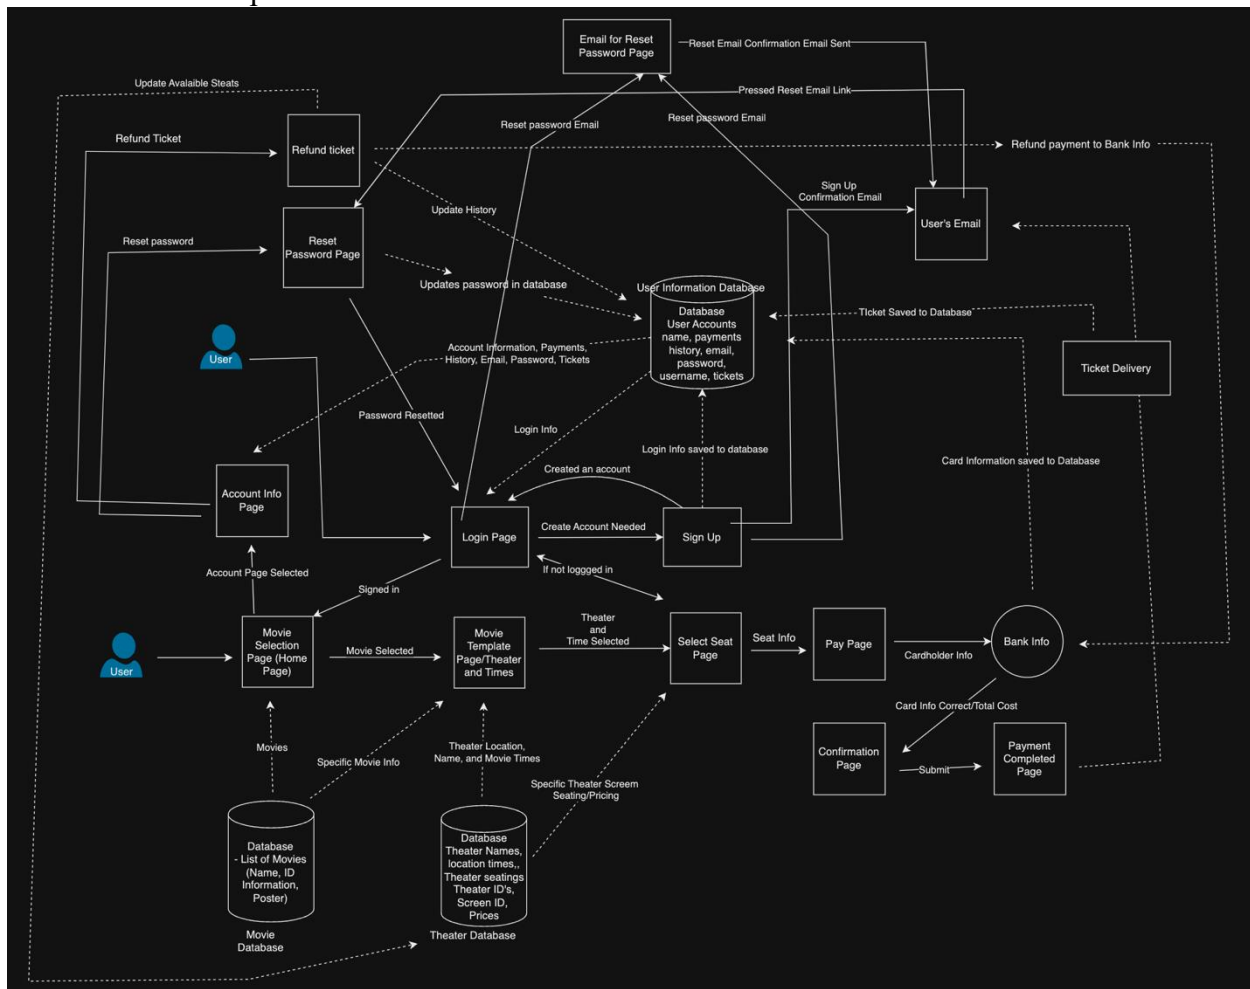 Email for Reset
Password Page
Reset Email Confirmation Email Sent
Update Avalaible Steats
Pressed Reset Email Link
Reset password Email
Reset password Email
Refund Ticket
Refund ticket
Refund payment to Bank Info
Sign Up
Confirmation Email
Update History
User's Email
Reset password
Reset
Password Page
Updates password in database
User Information Database
Database
User Accounts
name, payments
history, email,
password,
username, tickets
TIcket Saved to Database
User
Account Information, Payments,
History, Email, Password, Tickets
Ticket Delivery
Password Resetted
Login Info
Login Info saved to database
Card Information saved to Database
Created an account
Account Info
Page
Login Page
Create Account Needed
Sign Up
Account Page Selected
If not loggged in
Signed in
Theater
and
Time Selected
Movie
Selection
Page (Home
Page)
Movie Selected
Movie
Template
Page/Theater
and Times
Select Seat
Page
Seat Info
Pay Page
Cardholder Info
Bank Info
User
Card Info Correct/Total Cost
Movies
Specific Movie Info
Theater Location,
Name, and Movie Times
Confirmation
Page
Submit
Payment
Completed
Page
Specific Theater Screem
Seating/Pricing
Database
- List of Movies
(Name, ID
Information,
Poster)
Database
Theater Names,
location times,,
Theater seatings
Theater ID's,
Screen ID,
Prices
Movie
Database
Theater Database